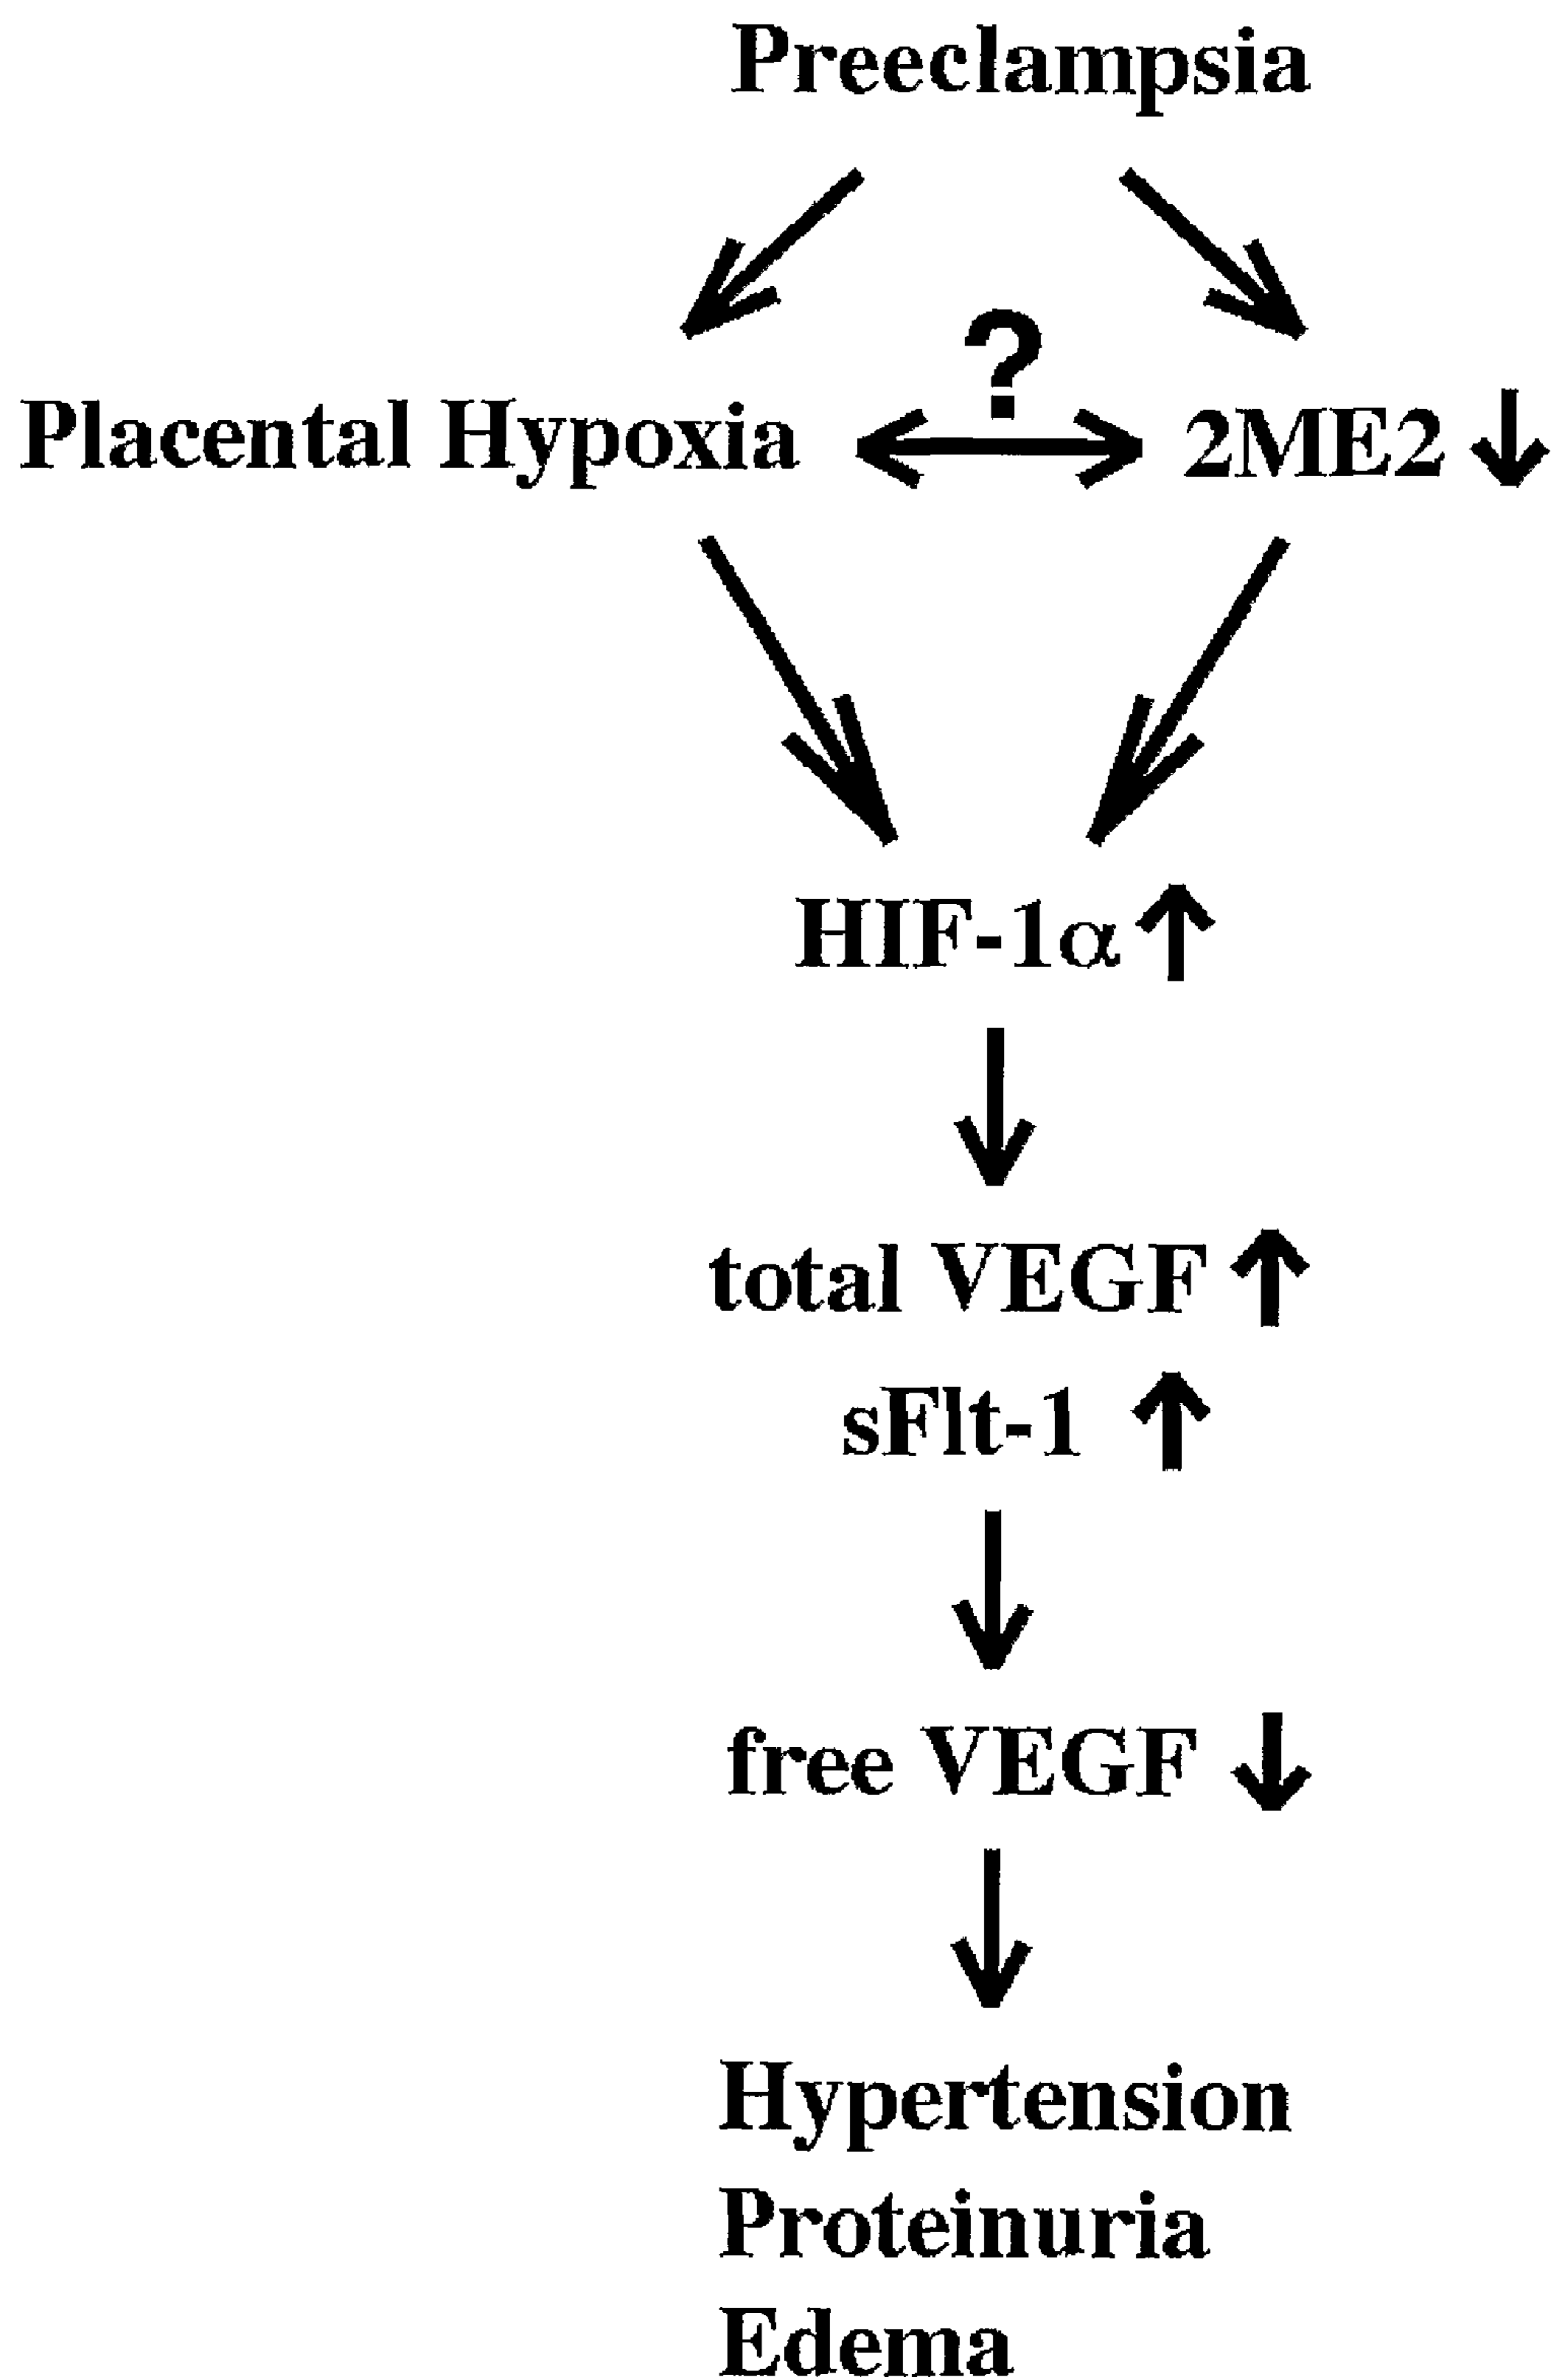 Preeclampsia
?
Placental Hypoxia 2ME2 ↓
HIF-1α ↑
total VEGF ↑
sFlt-1 ↑
free VEGF ↓
Hypertension
Proteinuria
Edema